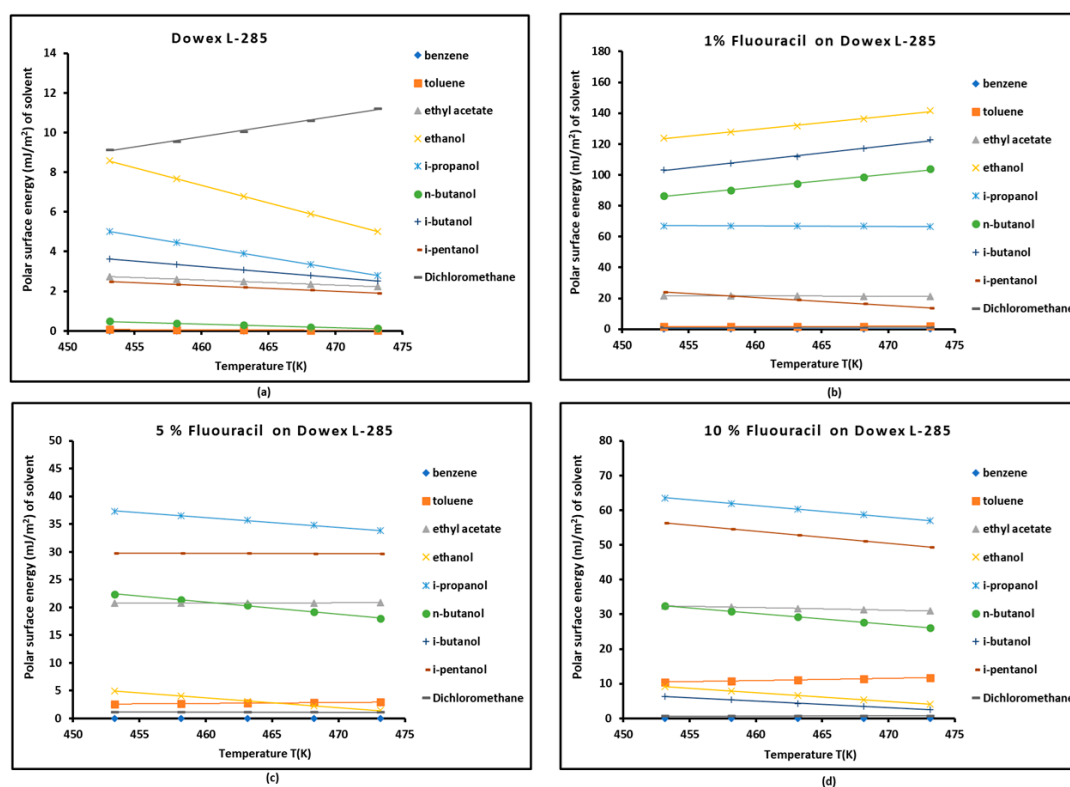 Dowex L-285
Polar surface energy (mJ/m²) of solvent
14
12
10
8
6
4
2
0
450
455
460
465
470
475
Temperature T(K)
benzene
toluene
ethyl acetate
ethanol
i-propanol
n-butanol
i-butanol
i-pentanol
Dichloromethane
(a)
1% Fluouracil on Dowex L-285
Polar surface energy (mJ/m²) of solvent
180
160
140
120
100
80
60
40
20
0
450
455
460
465
470
475
Temperature T(K)
benzene
toluene
ethyl acetate
ethanol
i-propanol
n-butanol
i-butanol
i-pentanol
Dichloromethane
(b)
5 % Fluouracil on Dowex L-285
Polar surface energy (mJ/m²) of solvent
50
45
40
35
30
25
20
15
10
5
0
450
455
460
465
470
475
Temperature T(K)
benzene
toluene
ethyl acetate
ethanol
i-propanol
n-butanol
i-butanol
i-pentanol
Dichloromethane
(c)
10 % Fluouracil on Dowex L-285
Polar surface energy (mJ/m²) of solvent
80
70
60
50
40
30
20
10
0
450
455
460
465
470
475
Temperature T(K)
benzene
toluene
ethyl acetate
ethanol
i-propanol
n-butanol
i-butanol
i-pentanol
Dichloromethane
(d)